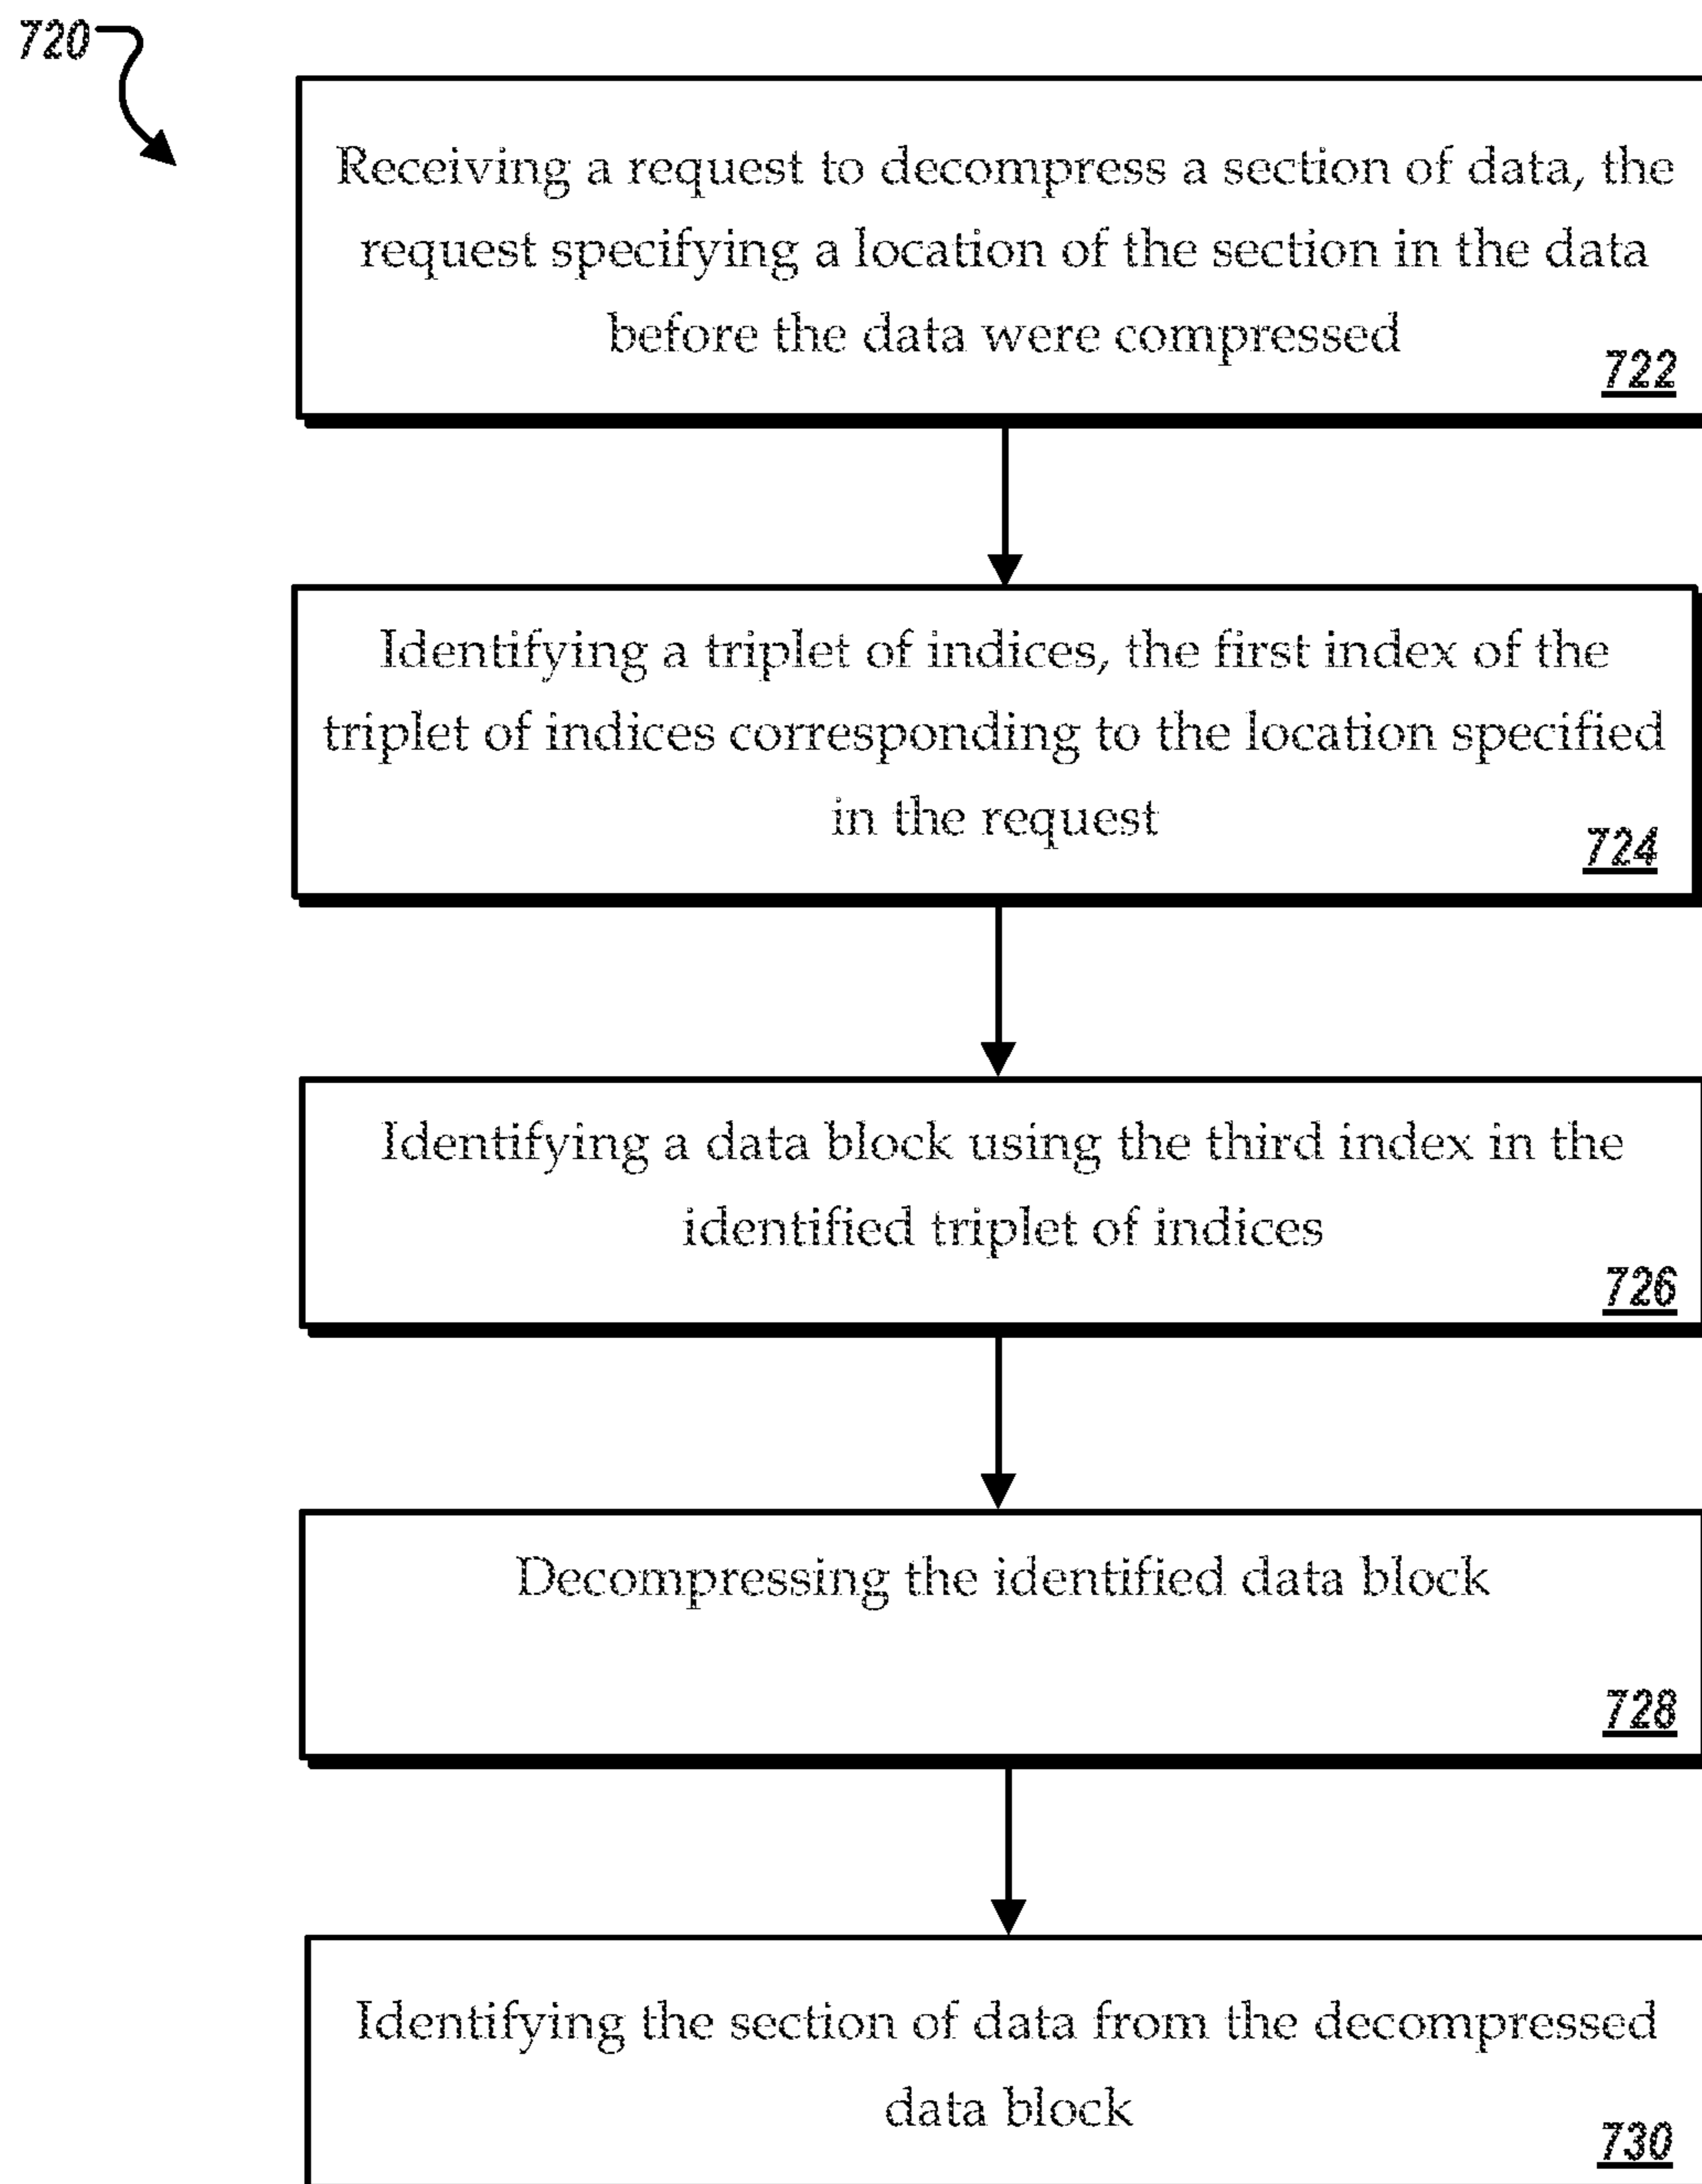 720
Receiving a request to decompress a section of data, the
request specifying a location of the section in the data
before the data were compressed
722
Identifying a triplet of indices, the first index of the
triplet of indices corresponding to the location specified
in the request
724
Identifying a data block using the third index in the
identified triplet of indices
726
Decompressing the identified data block
728
Identifying the section of data from the decompressed
data block
730